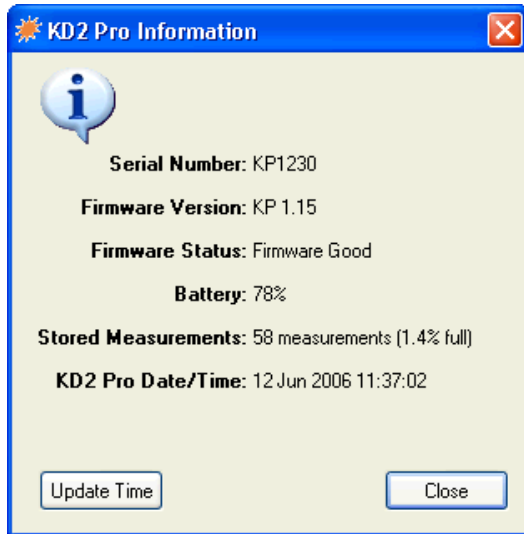 KD2 Pro Information
Serial Number: KP1230
Firmware Version: KP 1.15
Firmware Status: Firmware Good
Battery: 78%
Stored Measurements: 58 measurements (1.4% full)
KD2 Pro Date/Time: 12 Jun 2006 11:37:02
Update Time Close